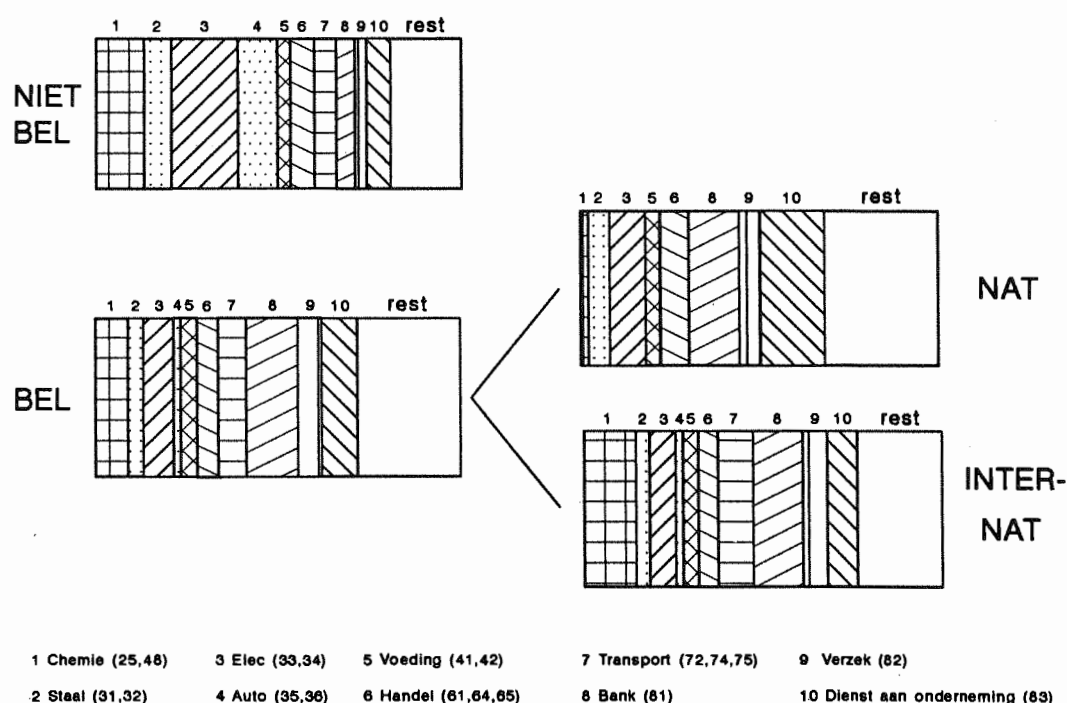 1 2 3 4 5 6 7 8 9 10 rest
NIET
BEL
1 2 3 5 6 8 9 10 rest
NAT
1 2 3 4 5 6 7 8 9 10 rest
BEL
1 2 3 4 5 6 7 8 9 10 rest
INTER-
NAT
1 Chemie (25,48) 3 Elec (33,34) 5 Voeding (41,42) 7 Transport (72,74,75) 9 Verzek (82)
2 Staal (31,32) 4 Auto (35,36) 6 Handel (61,64,65) 8 Bank (81) 10 Dienst aan onderneming (83)